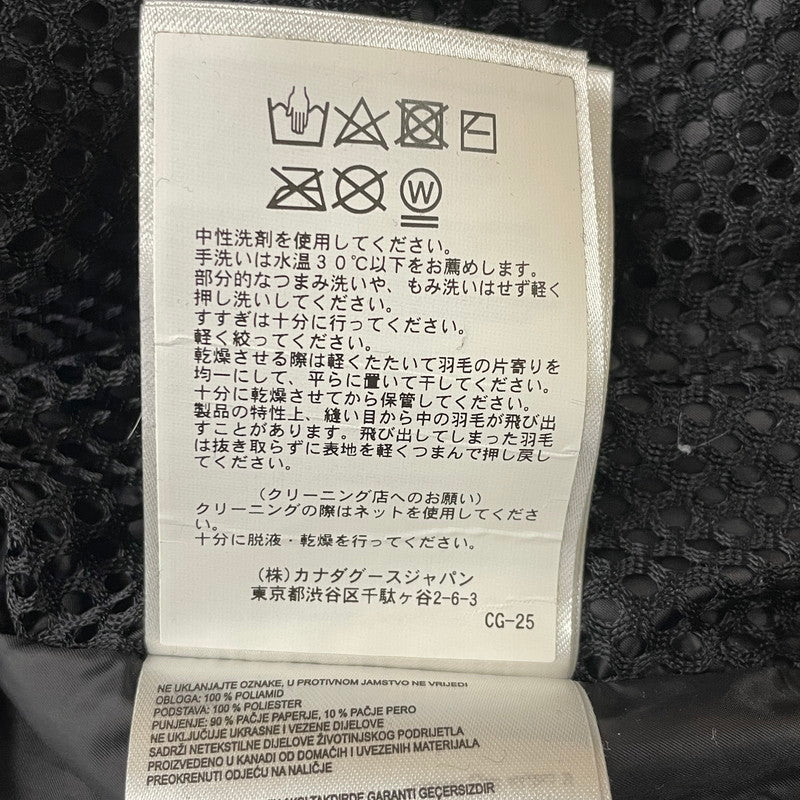 W
中性洗剤を使用してください。
手洗いは水温30℃以下をお薦めします。
部分的なつまみ洗いや、もみ洗いはせず軽く
押し洗いしてください。
すすぎは十分に行ってください。
軽く絞ってください。
乾燥させる際は軽くたたいて羽毛の片寄りを
均一にして、平らに置いて干してください。
十分に乾燥させてから保管してください。
製品の特性上、縫い目から中の羽毛が飛び出
すことがあります。飛び出してしまった羽毛
は抜き取らずに表地を軽くつまんで押し戻し
てください。
（クリーニング店へのお願い）
クリーニングの際はネットを使用してくださ
い。
十分に脱液・乾燥を行ってください。
（株）カナダグースジャパン
東京都渋谷区千駄ヶ谷2-6-3
CG-25
NE UKLANJAJTE OZNAKE, U PROTIVNOM JAMSTVO NE VRIJEDI
OBLOGA: 100 % POLIAMID
PODSTAVA: 100 % POLIESTER
PUNJENJE: 90 % PAČJE PAPERJE, 10 % PAČJE PERO
NE UKLJUČUJE UKRASNE I VEZENE DIJELOVE
SADRŽI NETEKSTILNE DIJELOVE ŽIVOTINJSKOG PODRIJETLA
PROIZVEDENO U KANADI OD DOMAĆIH I UVEZENIH MATERIJALA
PREOKRENUTI ODJEĆU NA NALIČJE
TAKDIRDE GARANTI GEÇERSIZDIR